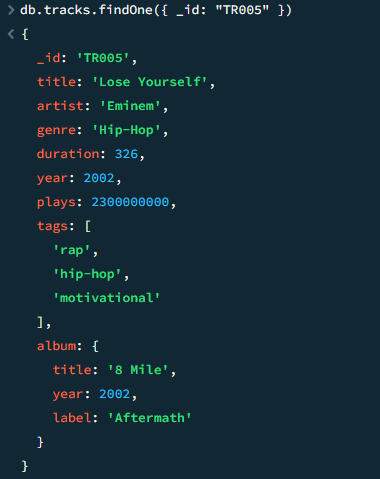 > db.tracks.findOne({ _id: "TR005" })
< {
_id: 'TR005',
title: 'Lose Yourself',
artist: 'Eminem',
genre: 'Hip-Hop',
duration: 326,
year: 2002,
plays: 2300000000,
tags: [
'rap',
'hip-hop',
'motivational'
],
album: {
title: '8 Mile',
year: 2002,
label: 'Aftermath'
}
}